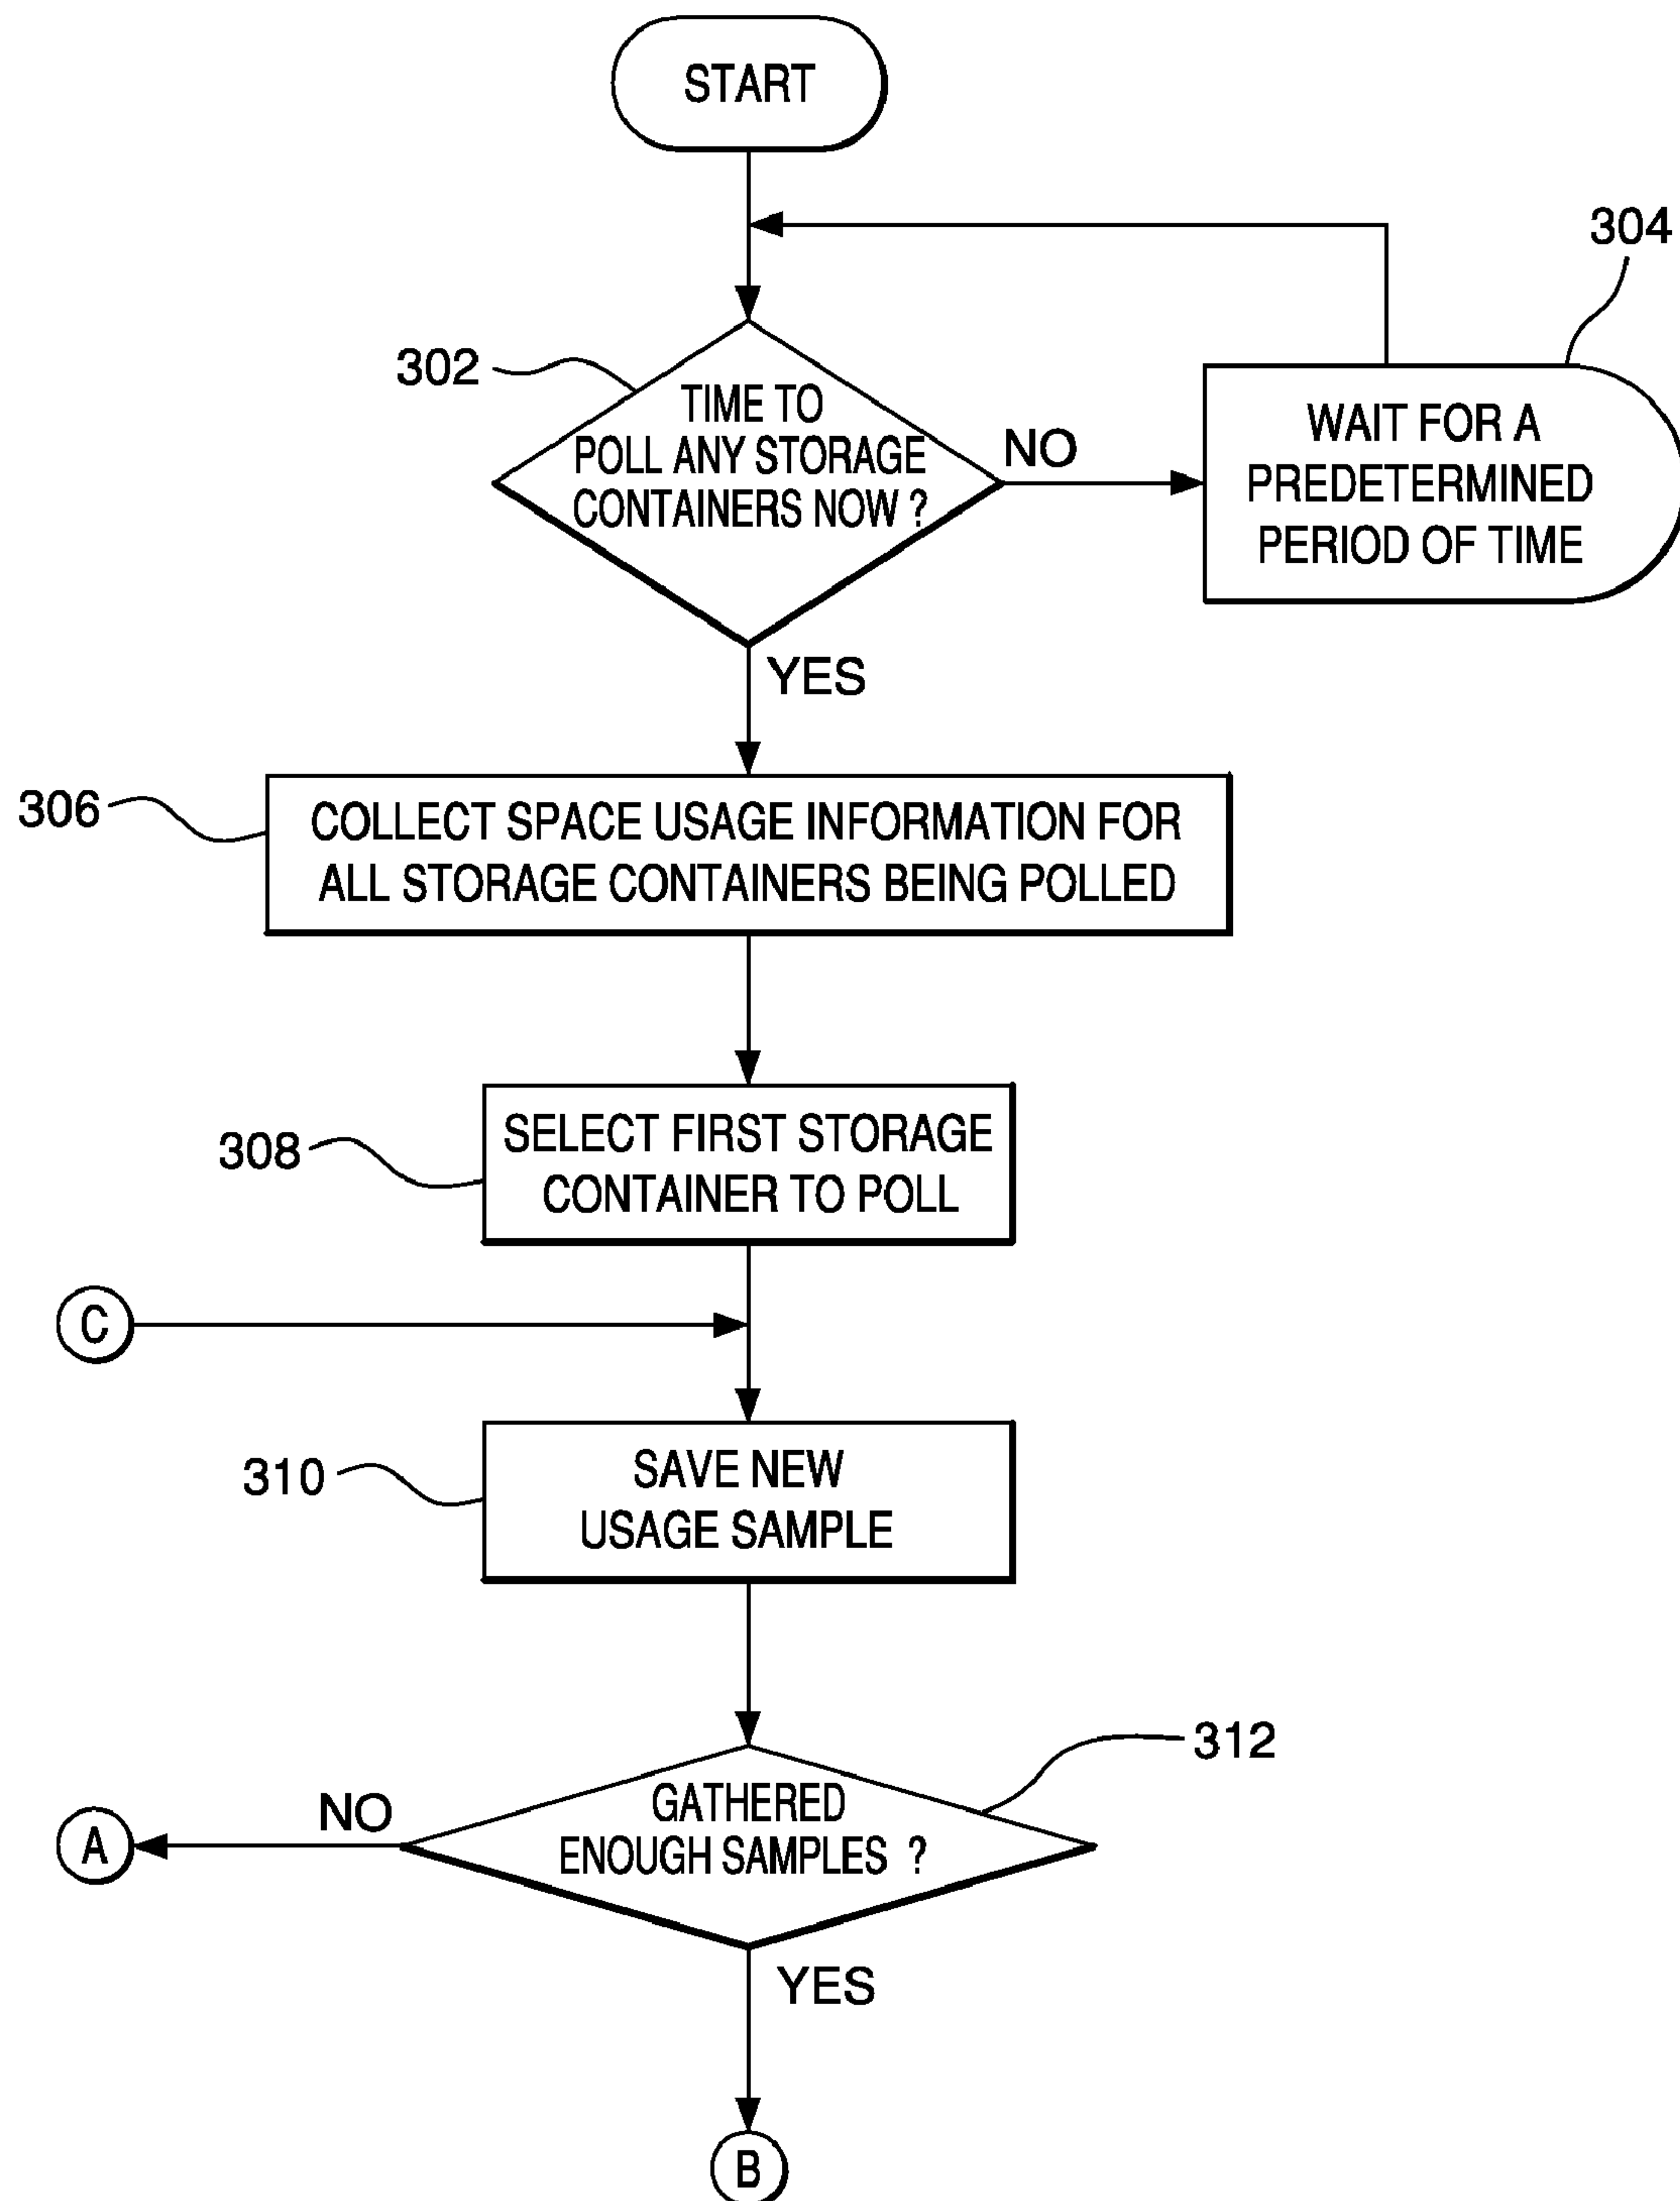 START
304
302
TIME TO
POLL ANY STORAGE
CONTAINERS NOW ?
NO
WAIT FOR A
PREDETERMINED
PERIOD OF TIME
YES
306
COLLECT SPACE USAGE INFORMATION FOR
ALL STORAGE CONTAINERS BEING POLLED
308
SELECT FIRST STORAGE
CONTAINER TO POLL
C
310
SAVE NEW
USAGE SAMPLE
312
GATHERED
ENOUGH SAMPLES ?
NO
A
YES
B